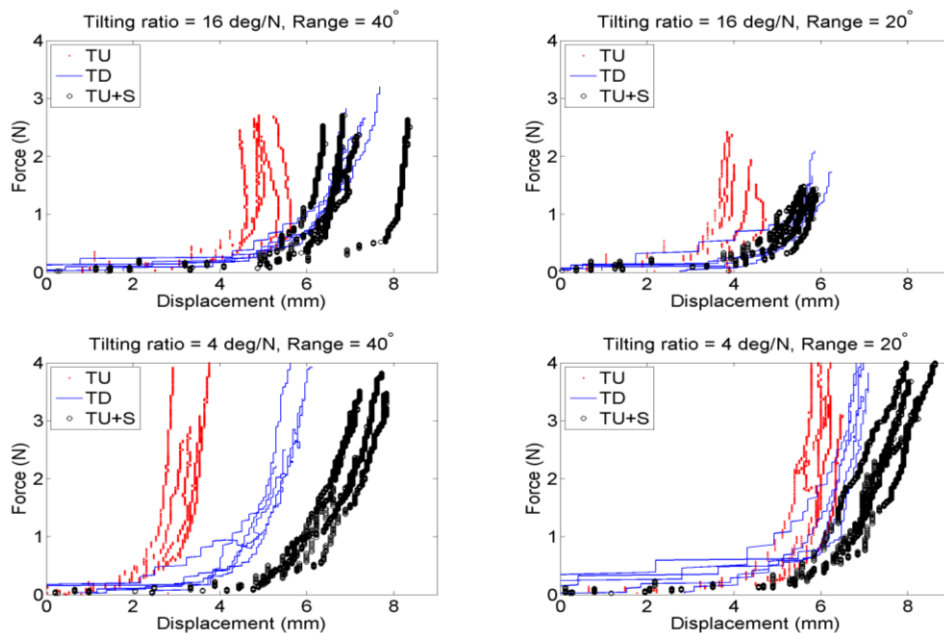 Tilting ratio = 16 deg/N, Range = 40°
4
3
2
1
0
Force (N)
TU
TD
TU+S
0 2 4 6 8
Displacement (mm)
Tilting ratio = 16 deg/N, Range = 20°
4
3
2
1
0
Force (N)
TU
TD
TU+S
0 2 4 6 8
Displacement (mm)
Tilting ratio = 4 deg/N, Range = 40°
4
3
2
1
0
Force (N)
TU
TD
TU+S
0 2 4 6 8
Displacement (mm)
Tilting ratio = 4 deg/N, Range = 20°
4
3
2
1
0
Force (N)
TU
TD
TU+S
0 2 4 6 8
Displacement (mm)